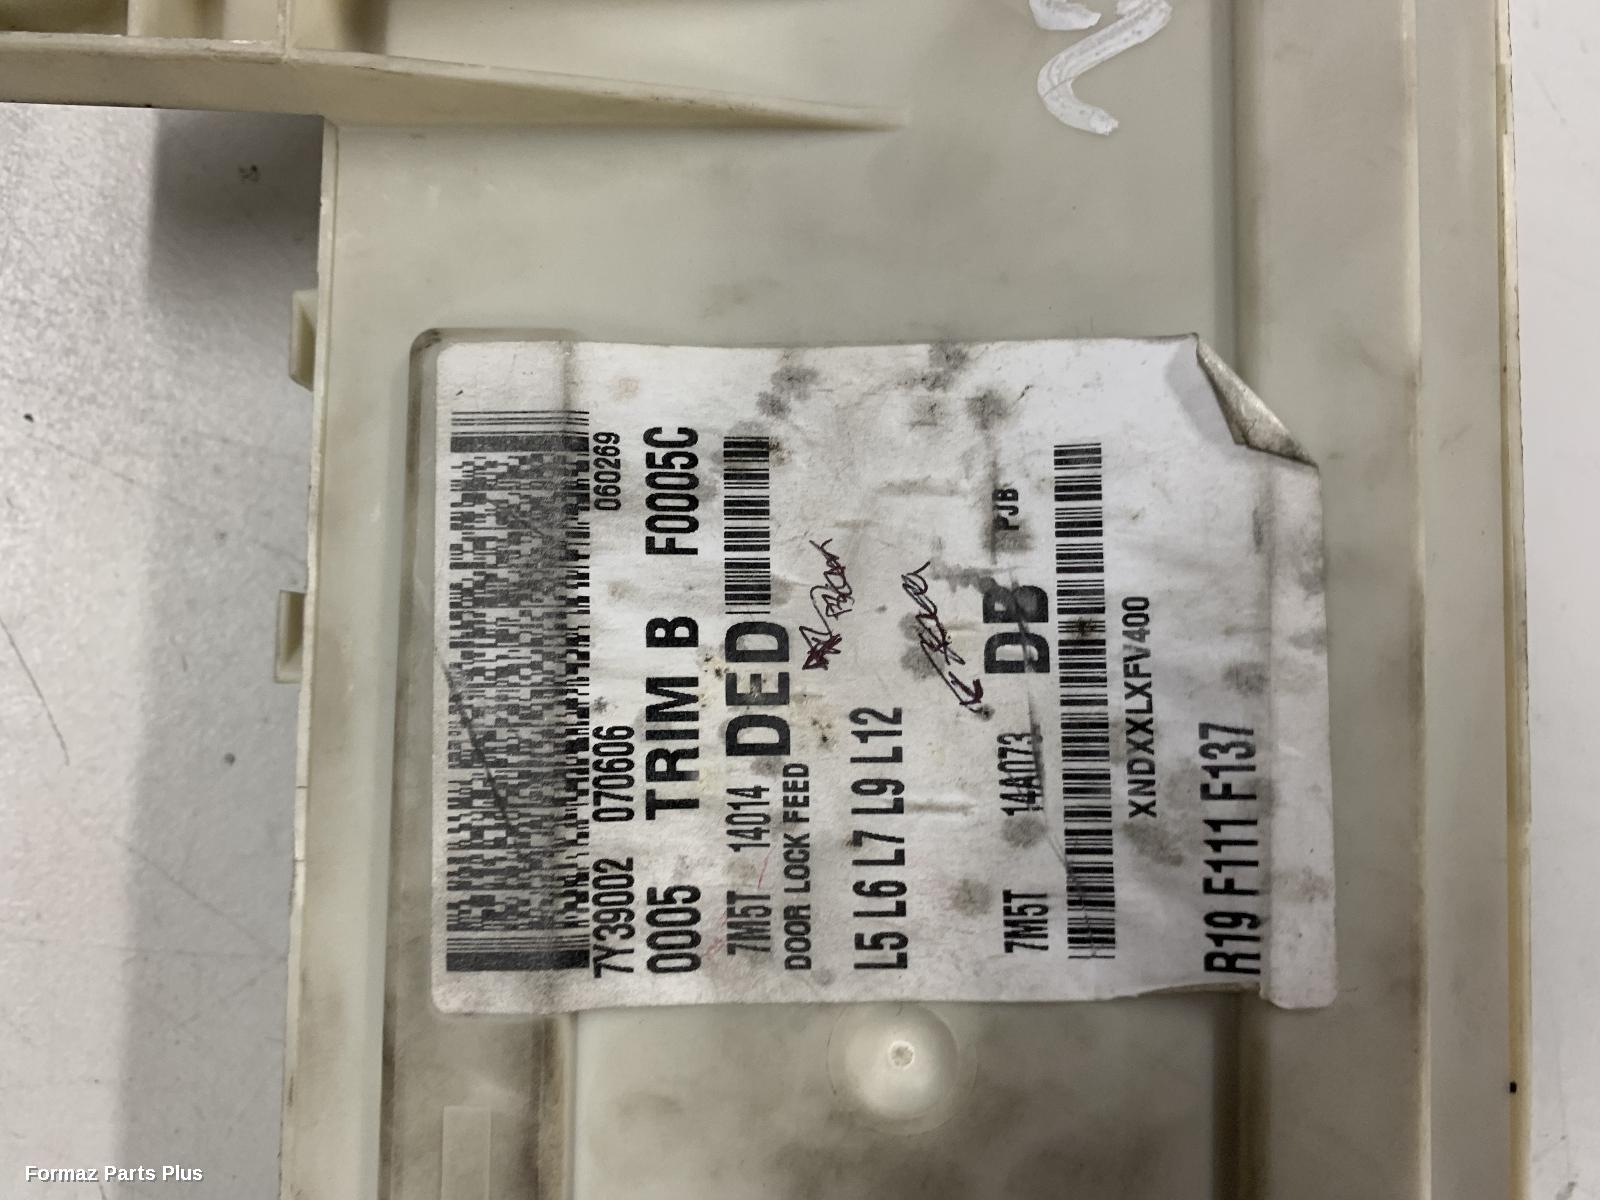 7Y39002 070606 060269
0005 TRIM B F0005C
7M5T 14014 DED
DOOR LOCK FEED
L5 L6 L7 L9 L12
7M5T 14A073 DB PJB
XNDXXLXFV400
R19 F111 F137
Formaz Parts Plus